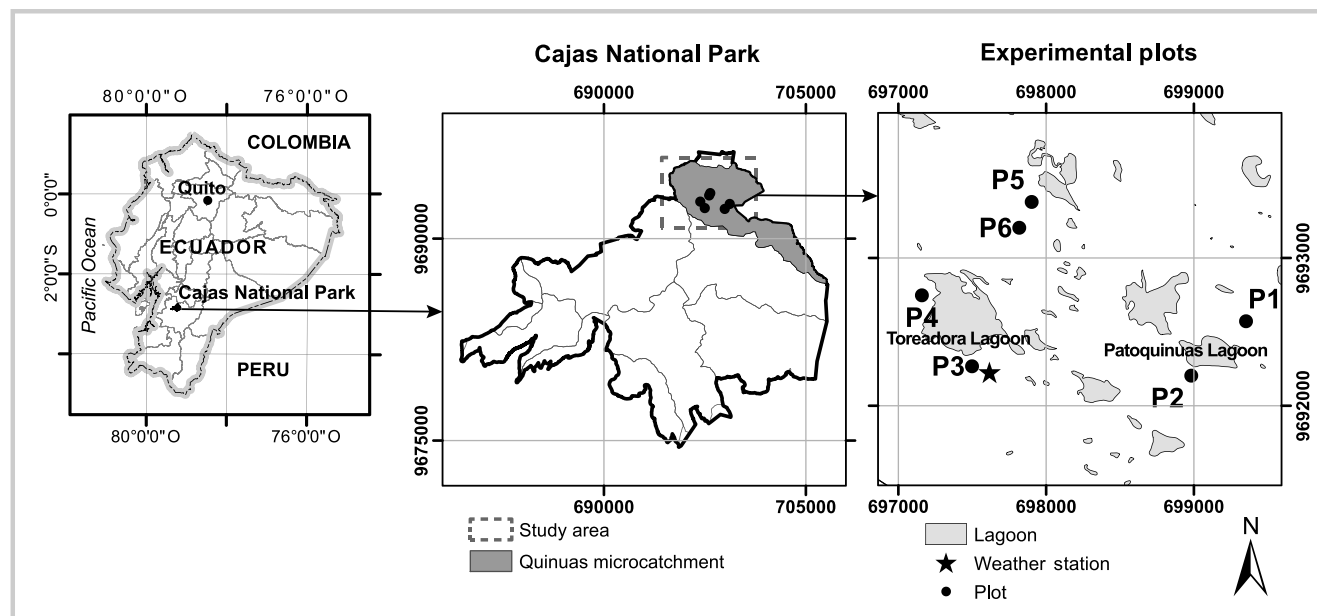 Cajas National Park
Experimental plots
80°0'0"O
76°0'0"O
COLOMBIA
Quito
0°0'0"
ECUADOR
2°0'0"S
Cajas National Park
Pacific Ocean
PERU
80°0'0"O
76°0'0"O
690000
705000
9690000
9675000
690000
705000
Study area
Quinuas microcatchment
697000
698000
699000
P5
P6
9693000
P1
P4
Toreadora Lagoon
Patoquinuas Lagoon
P3
P2
9692000
697000
698000
699000
Lagoon
Weather station
Plot
N